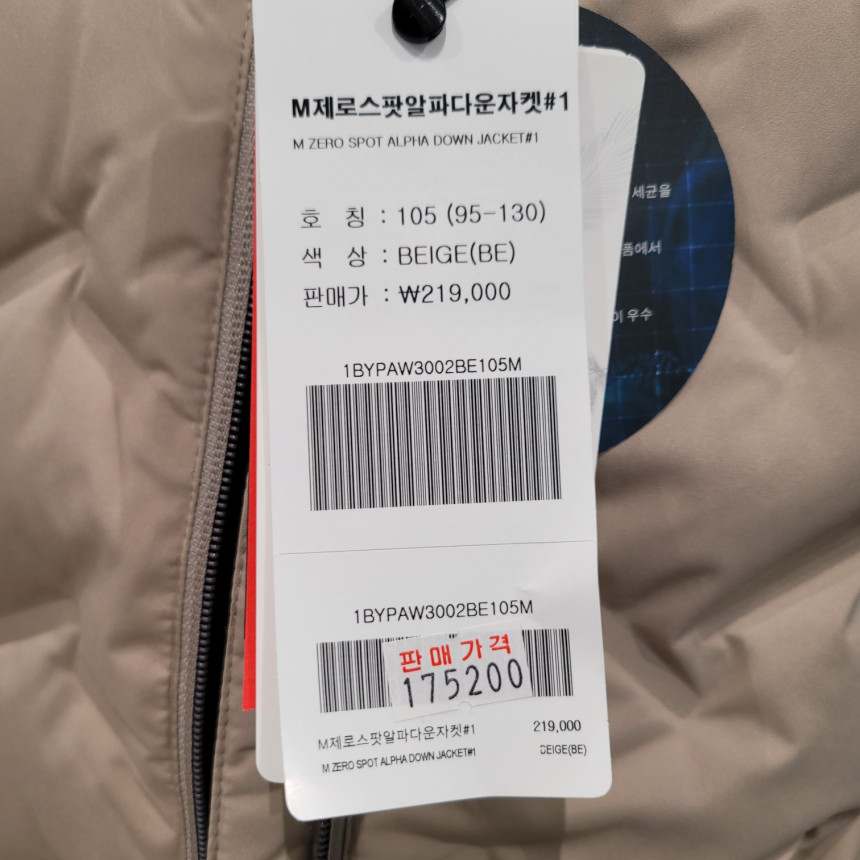 M제로스팟알파다운자켓#1
M ZERO SPOT ALPHA DOWN JACKET#1
호 칭 : 105 (95-130)
색 상 : BEIGE(BE)
판매가 : ₩219,000
1BYPAW3002BE105M
1BYPAW3002BE105M
판매가격
175200
M제로스팟알파다운자켓#1 219,000
M ZERO SPOT ALPHA DOWN JACKET#1 BEIGE(BE)
세균을
품에서
이 우수